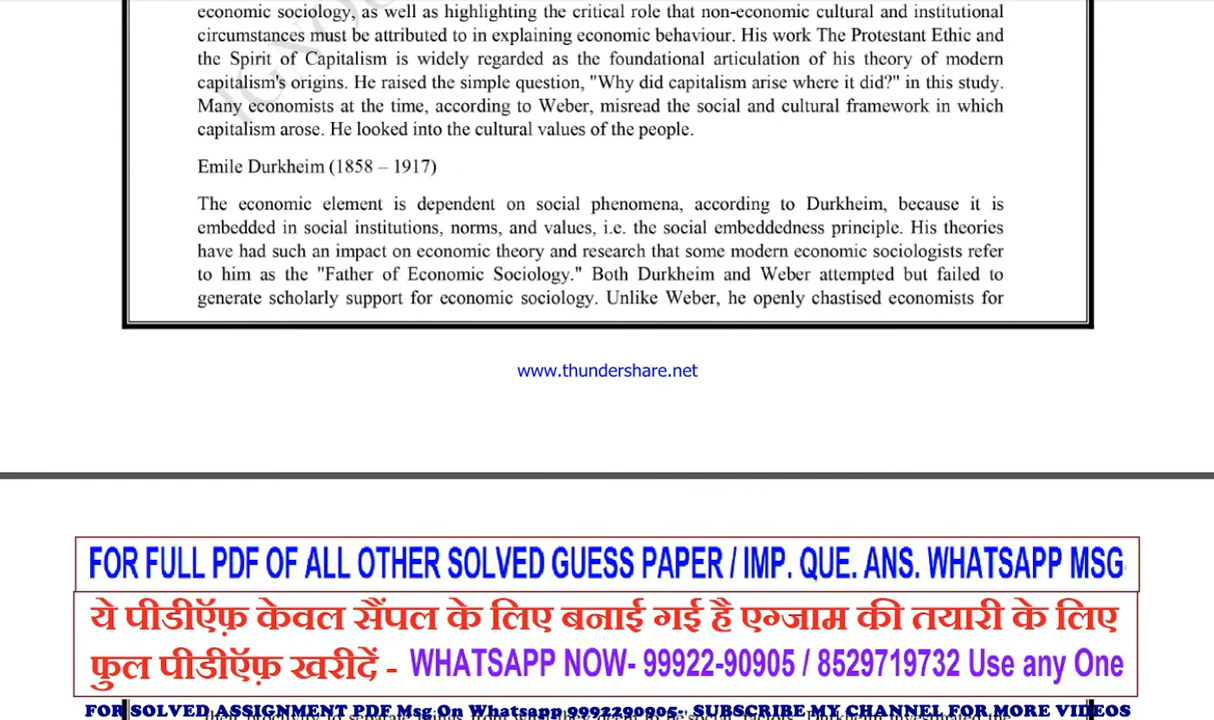 economic sociology, as well as highlighting the critical role that non-economic cultural and institutional
circumstances must be attributed to in explaining economic behaviour. His work The Protestant Ethic and
the Spirit of Capitalism is widely regarded as the foundational articulation of his theory of modern
capitalism's origins. He raised the simple question, "Why did capitalism arise where it did?" in this study.
Many economists at the time, according to Weber, misread the social and cultural framework in which
capitalism arose. He looked into the cultural values of the people.
Emile Durkheim (1858 – 1917)
The economic element is dependent on social phenomena, according to Durkheim, because it is
embedded in social institutions, norms, and values, i.e. the social embeddedness principle. His theories
have had such an impact on economic theory and research that some modern economic sociologists refer
to him as the "Father of Economic Sociology." Both Durkheim and Weber attempted but failed to
generate scholarly support for economic sociology. Unlike Weber, he openly chastised economists for
www.thundershare.net
FOR FULL PDF OF ALL OTHER SOLVED GUESS PAPER / IMP. QUE. ANS. WHATSAPP MSG
ये पीडीऍफ़ केवल सैंपल के लिए बनाई गई है एग्जाम की तयारी के लिए
फुल पीडीऍफ़ खरीदें - WHATSAPP NOW- 99922-90905 / 8529719732 Use any One
FOR SOLVED ASSIGNMENT PDF Msg On Whatsapp 9992290905- SUBSCRIBE MY CHANNEL FOR MORE VIDEOS